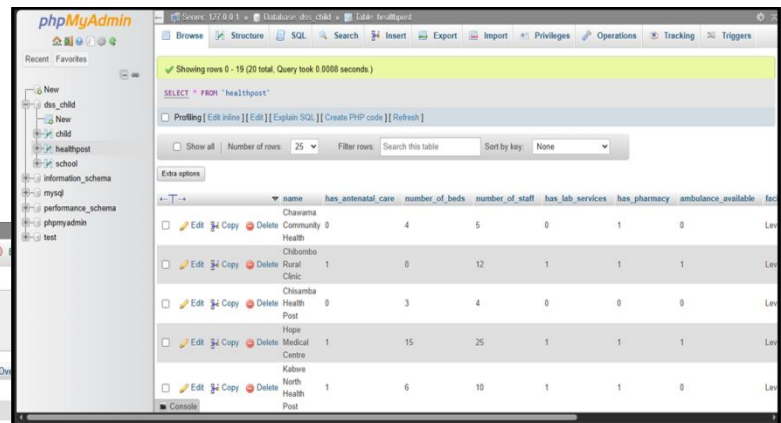 phpMyAdmin
Recent Favorites
New
dss_child
New
child
healthpost
school
information_schema
mysql
performance_schema
phpmyadmin
test
Server: 127.0.0.1 » Database: dss_child » Table: healthpost
Browse Structure SQL Search Insert Export Import Privileges Operations Tracking Triggers
Showing rows 0 - 19 (20 total, Query took 0.0008 seconds.)
SELECT * FROM `healthpost`
Profiling [ Edit inline ] [ Edit ] [ Explain SQL ] [ Create PHP code ] [ Refresh ]
Show all Number of rows: 25 Filter rows: Search this table Sort by key: None
Extra options
name has_antenatal_care number_of_beds number_of_staff has_lab_services has_pharmacy ambulance_available
Chawama
Edit Copy Delete Community 0 4 5 0 1 0 Lev
Health
Chibombo
Edit Copy Delete Rural 1 8 12 1 1 1 Lev
Clinic
Chisamba
Edit Copy Delete Health 0 3 4 0 0 0 Lev
Post
Hope
Edit Copy Delete Medical 1 15 25 1 1 1 Lev
Centre
Kabwe
Edit Copy Delete North 1 6 10 1 1 0 Lev
Health
Post
Console